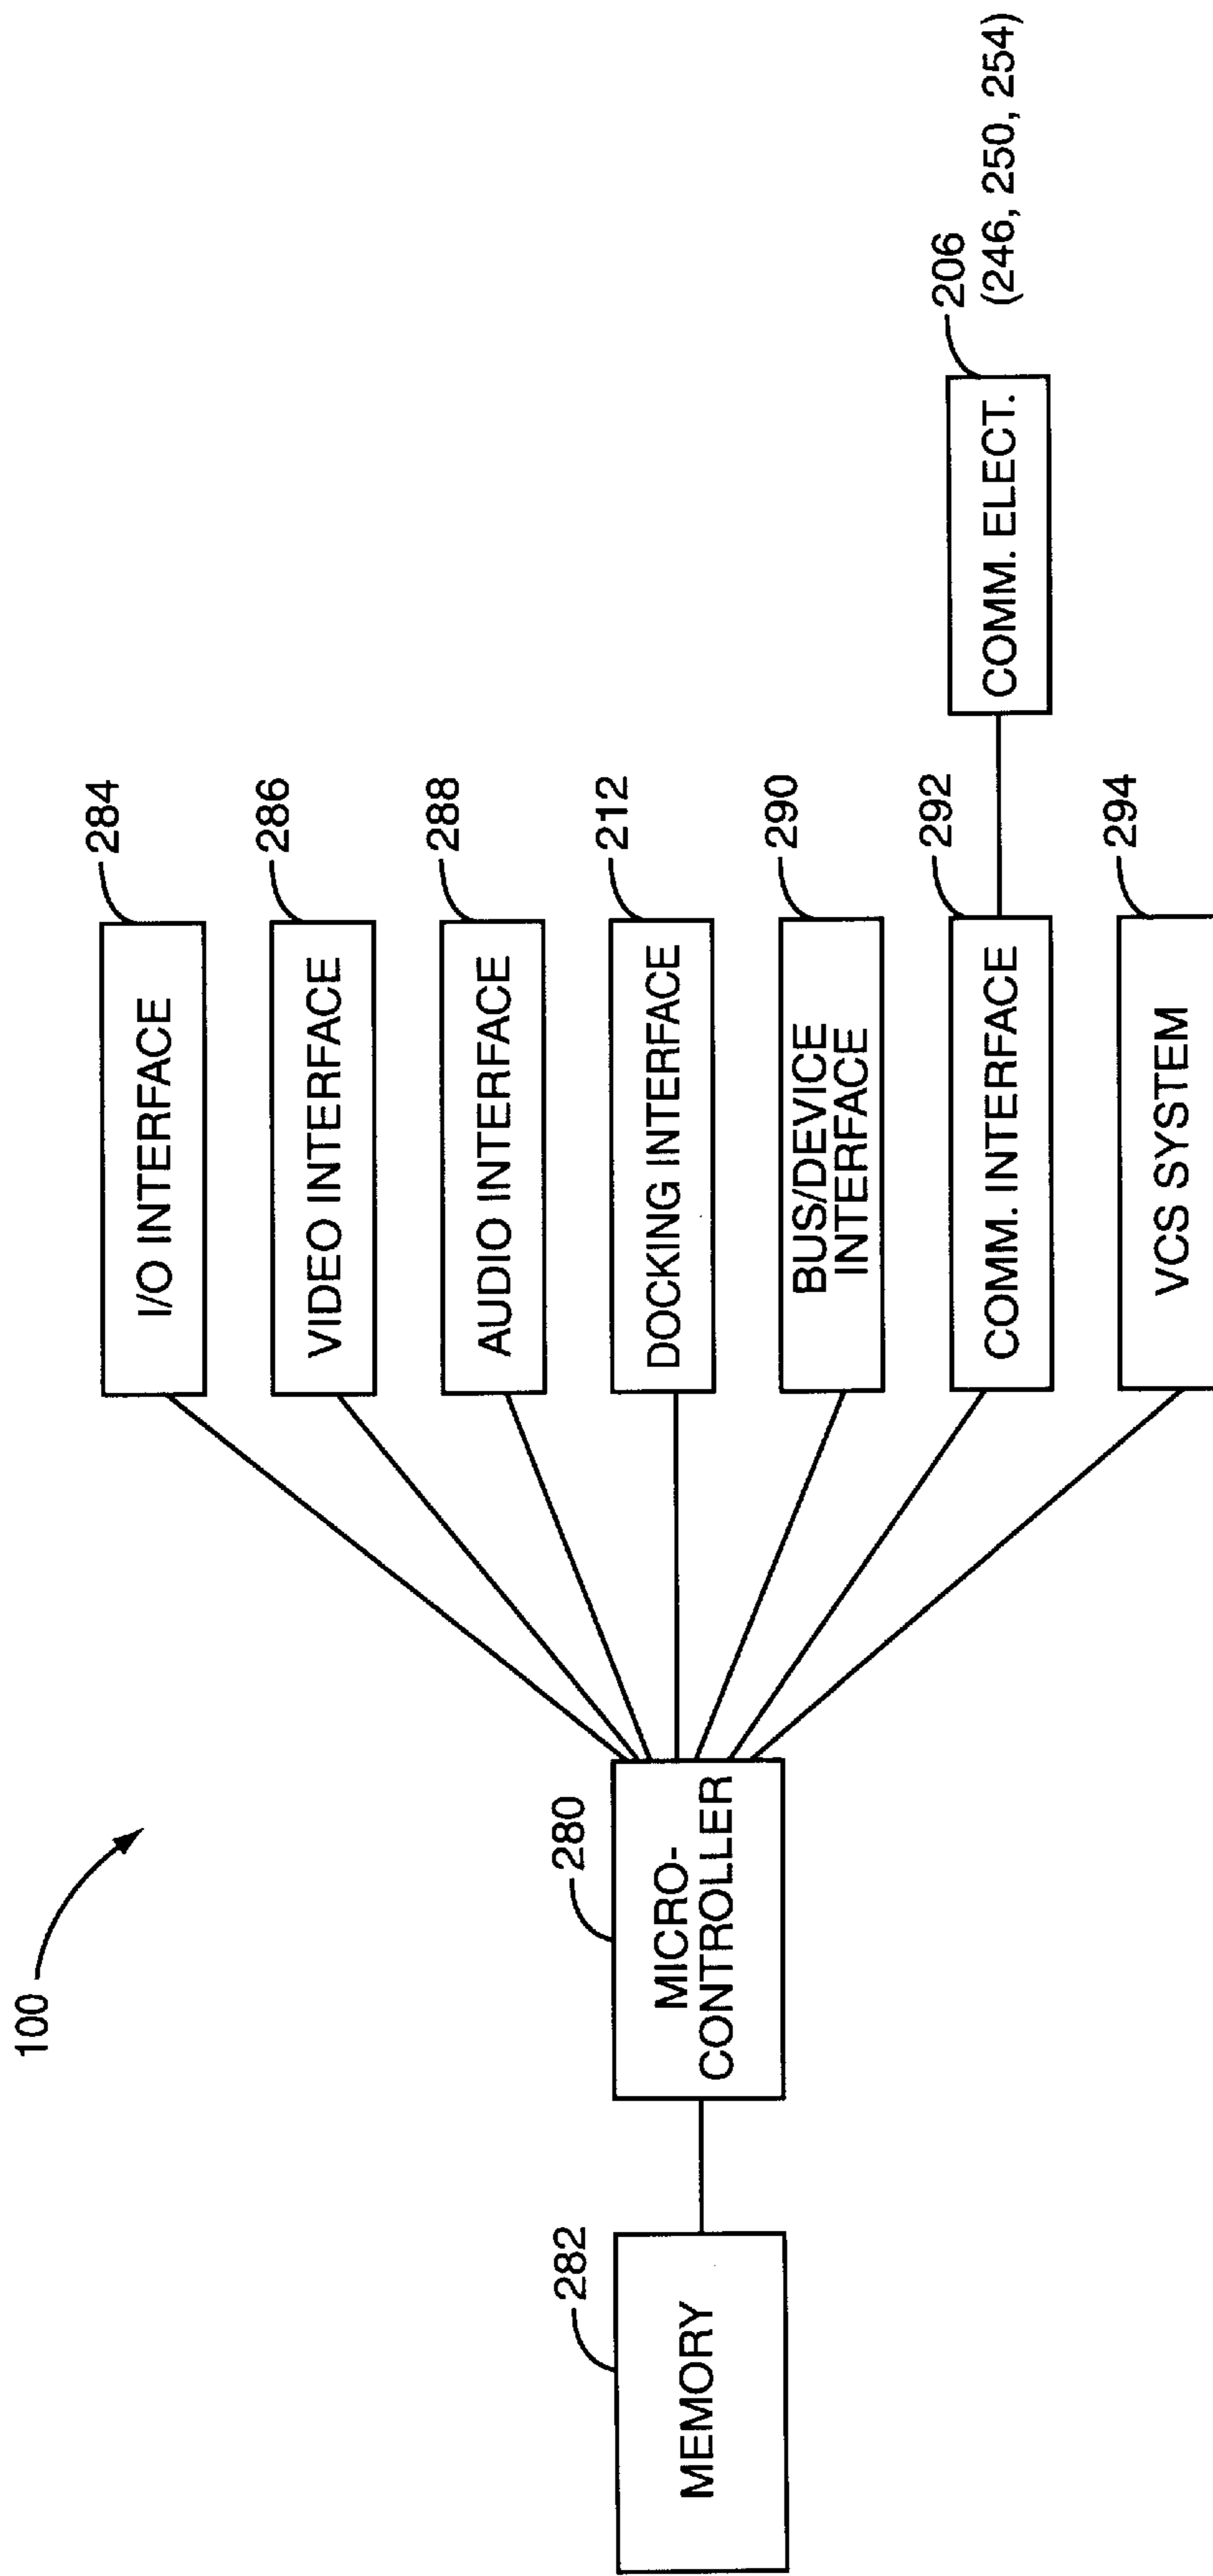 100
282
MEMORY
280
MICRO-
CONTROLLER
284
I/O INTERFACE
286
VIDEO INTERFACE
288
AUDIO INTERFACE
212
DOCKING INTERFACE
290
BUS/DEVICE
INTERFACE
292
COMM. INTERFACE
294
VCS SYSTEM
206
(246, 250, 254)
COMM. ELECT.